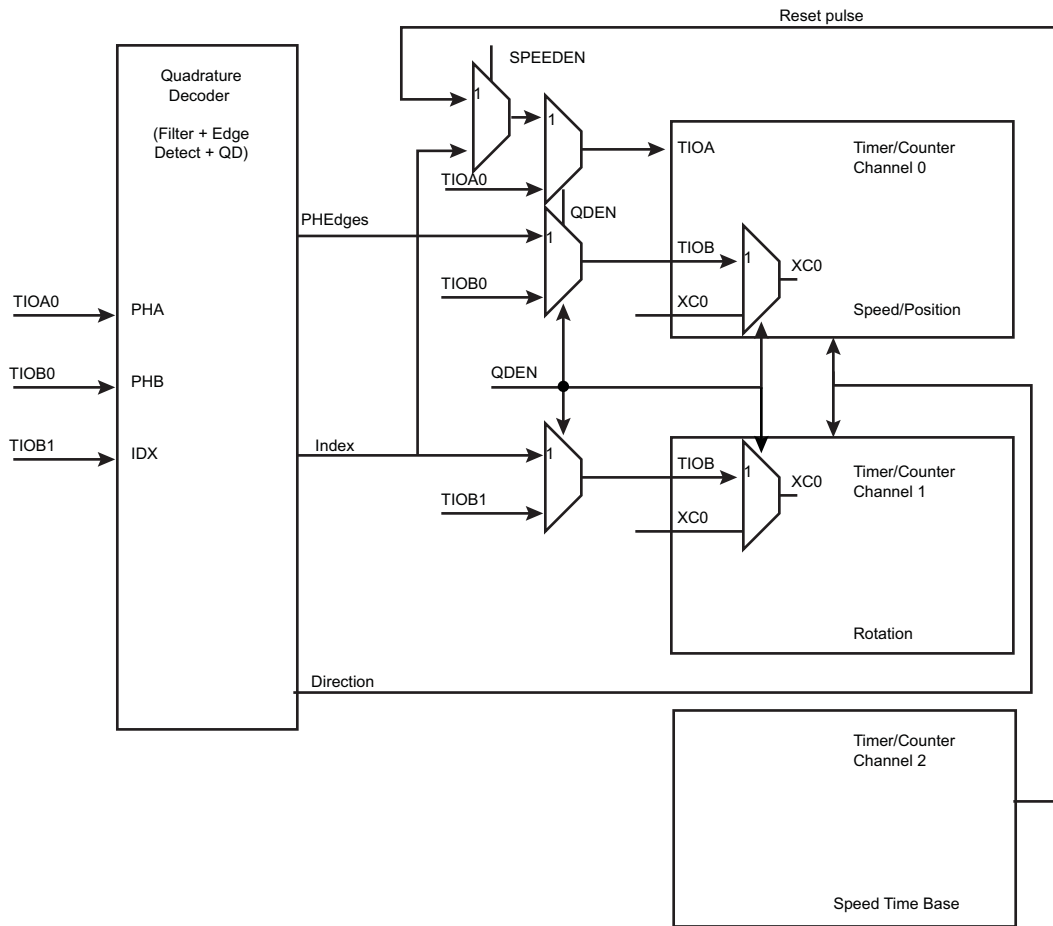 Reset pulse
SPEEDEN
Quadrature
Decoder
(Filter + Edge
Detect + QD)
1
1
TIOA
Timer/Counter
Channel 0
TIOA0
QDEN
PHEdges
1
TIOB
1
XC0
TIOB0
XC0
Speed/Position
TIOA0
PHA
TIOB0
PHB
QDEN
TIOB1
IDX
Index
1
TIOB
1
XC0
Timer/Counter
Channel 1
TIOB1
XC0
Rotation
Direction
Timer/Counter
Channel 2
Speed Time Base